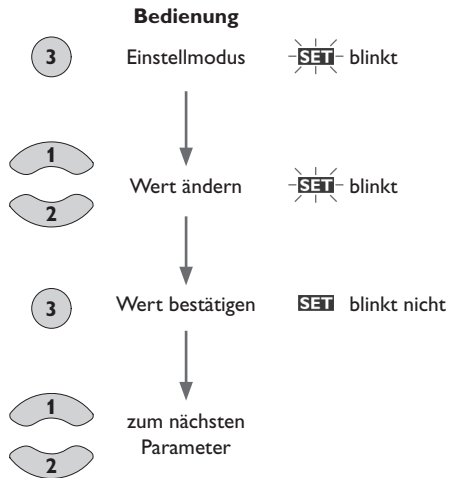 Bedienung
3 Einstellmodus SET blinkt
1
Wert ändern SET blinkt
2
3 Wert bestätigen SET blinkt nicht
1
zum nächsten
Parameter
2